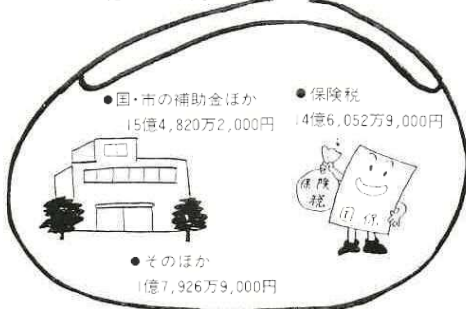 ●国・市の補助金ほか
15億4,820万2,000円
●保険税
14億6,052万9,000円
保険
税
国保
●そのほか
1億7,926万9,000円